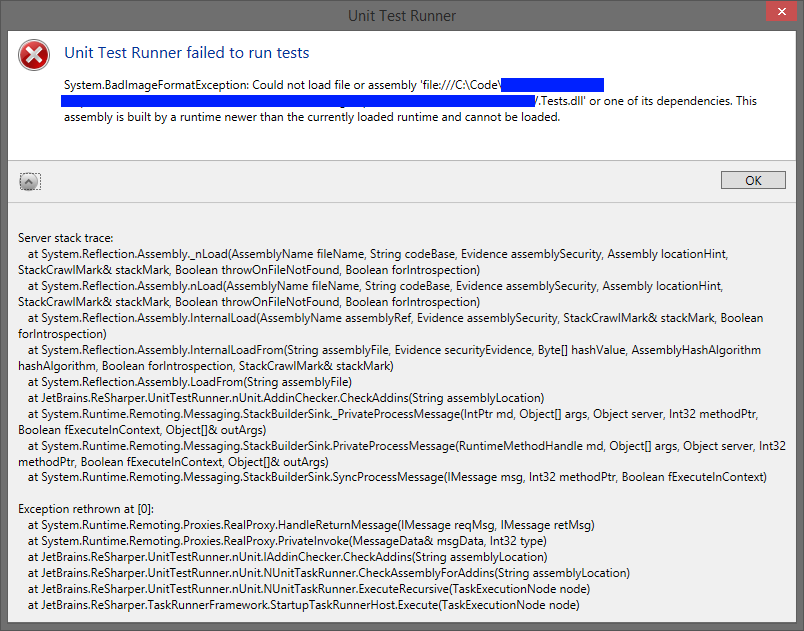 Unit Test Runner
Unit Test Runner failed to run tests
System.BadImageFormatException: Could not load file or assembly 'file:///C:\Code\
/.Tests.dll' or one of its dependencies. This
assembly is built by a runtime newer than the currently loaded runtime and cannot be loaded.
OK
Server stack trace:
at System.Reflection.Assembly._nLoad(AssemblyName fileName, String codeBase, Evidence assemblySecurity, Assembly locationHint,
StackCrawlMark& stackMark, Boolean throwOnFileNotFound, Boolean forIntrospection)
at System.Reflection.Assembly.nLoad(AssemblyName fileName, String codeBase, Evidence assemblySecurity, Assembly locationHint,
StackCrawlMark& stackMark, Boolean throwOnFileNotFound, Boolean forIntrospection)
at System.Reflection.Assembly.InternalLoad(AssemblyName assemblyRef, Evidence assemblySecurity, StackCrawlMark& stackMark, Boolean
forIntrospection)
at System.Reflection.Assembly.InternalLoadFrom(String assemblyFile, Evidence securityEvidence, Byte[] hashValue, AssemblyHashAlgorithm
hashAlgorithm, Boolean forIntrospection, StackCrawlMark& stackMark)
at System.Reflection.Assembly.LoadFrom(String assemblyFile)
at JetBrains.ReSharper.UnitTestRunner.nUnit.AddinChecker.CheckAddins(String assemblyLocation)
at System.Runtime.Remoting.Messaging.StackBuilderSink._PrivateProcessMessage(IntPtr md, Object[] args, Object server, Int32 methodPtr,
Boolean fExecuteInContext, Object[]& outArgs)
at System.Runtime.Remoting.Messaging.StackBuilderSink.PrivateProcessMessage(RuntimeMethodHandle md, Object[] args, Object server, Int32
methodPtr, Boolean fExecuteInContext, Object[]& outArgs)
at System.Runtime.Remoting.Messaging.StackBuilderSink.SyncProcessMessage(IMessage msg, Int32 methodPtr, Boolean fExecuteInContext)
Exception rethrown at [0]:
at System.Runtime.Remoting.Proxies.RealProxy.HandleReturnMessage(IMessage reqMsg, IMessage retMsg)
at System.Runtime.Remoting.Proxies.RealProxy.PrivateInvoke(MessageData& msgData, Int32 type)
at JetBrains.ReSharper.UnitTestRunner.nUnit.IAddinChecker.CheckAddins(String assemblyLocation)
at JetBrains.ReSharper.UnitTestRunner.nUnit.NUnitTaskRunner.CheckAssemblyForAddins(String assemblyLocation)
at JetBrains.ReSharper.UnitTestRunner.nUnit.NUnitTaskRunner.ExecuteRecursive(TaskExecutionNode node)
at JetBrains.ReSharper.TaskRunnerFramework.StartupTaskRunnerHost.Execute(TaskExecutionNode node)